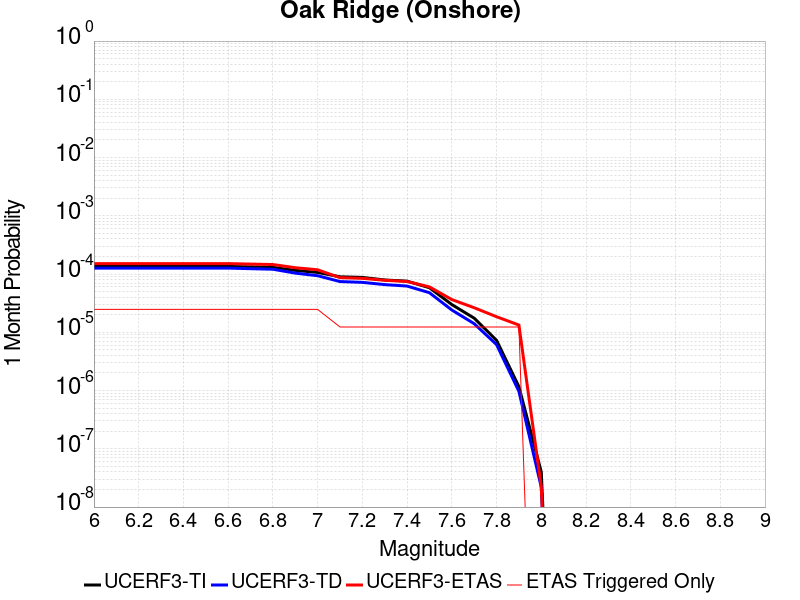 Oak Ridge (Onshore)
10^0
10^-1
10^-2
10^-3
10^-4
10^-5
10^-6
10^-7
10^-8
1 Month Probability
6 6.2 6.4 6.6 6.8 7 7.2 7.4 7.6 7.8 8 8.2 8.4 8.6 8.8 9
Magnitude
UCERF3-TI UCERF3-TD UCERF3-ETAS ETAS Triggered Only